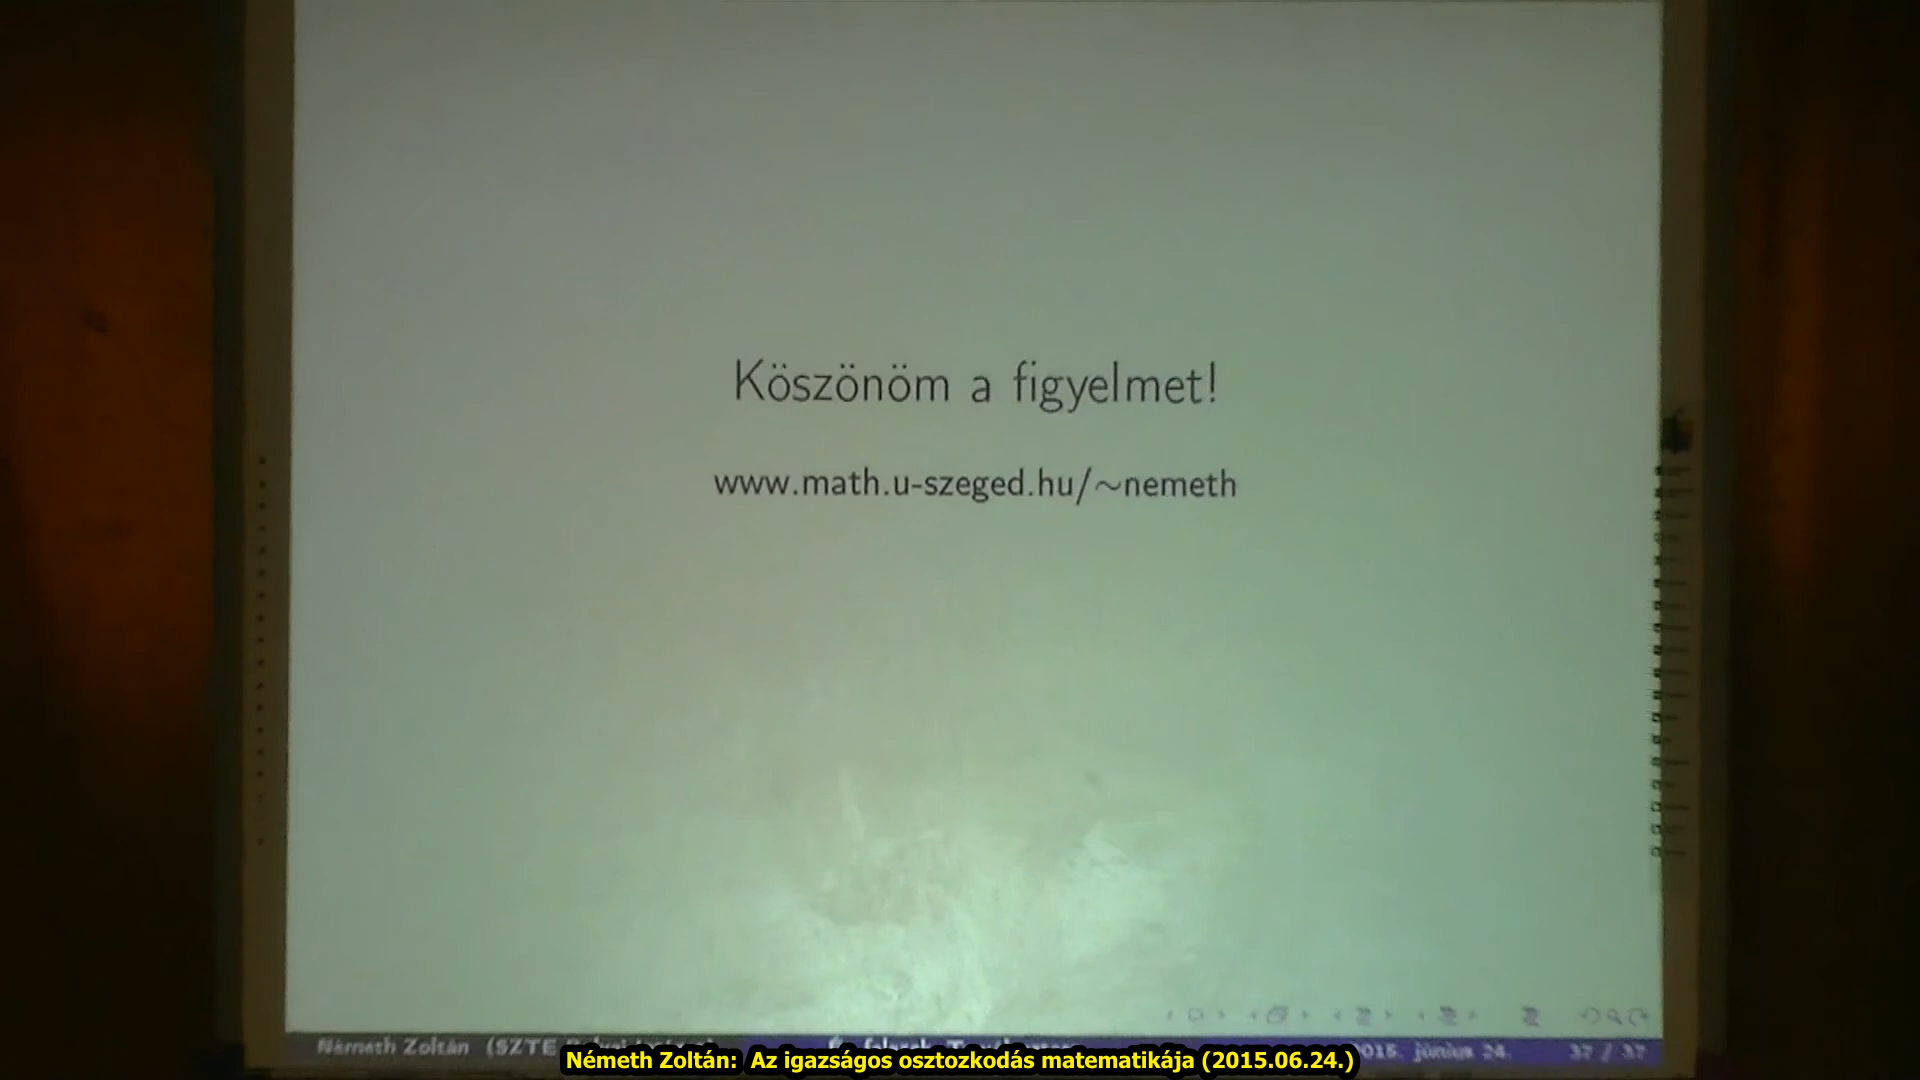 Köszönöm a figyelmet!
www.math.u-szeged.hu/~nemeth
Németh Zoltán (SZTE
2015. június 24.
37 / 37
Németh Zoltán: Az igazságos osztozkodás matematikája (2015.06.24.)